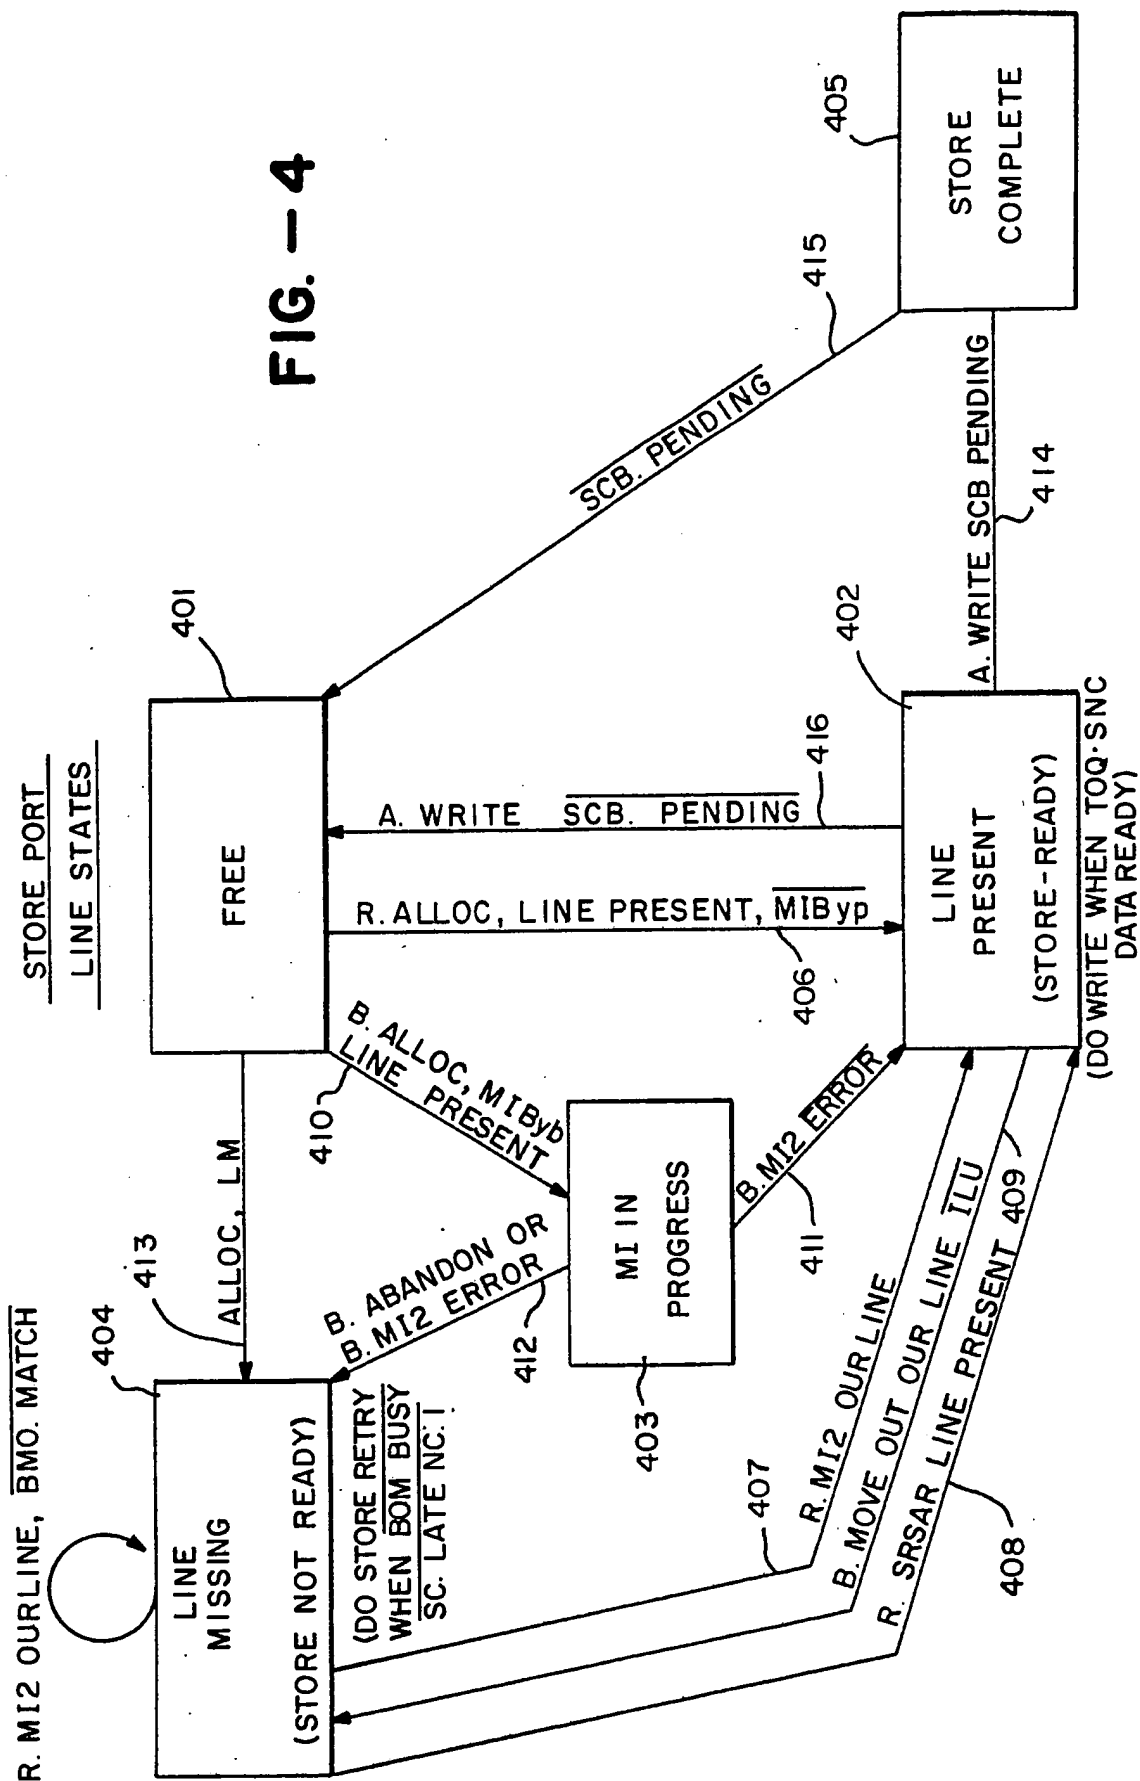 R. MI2 OURLINE, BMO. MATCH
STORE PORT
LINE STATES
FIG.-4
404
LINE
MISSING
(STORE NOT READY)
413
ALLOC, LM
401
FREE
(DO STORE RETRY
WHEN BOM BUSY
SC. LATE NC. 1
B. ABANDON OR
B. MI2 ERROR
412
410
B. ALLOC, MIByb
LINE PRESENT
403
MI IN
PROGRESS
A. WRITE SCB. PENDING
416
R. ALLOC, LINE PRESENT, MIByp
406
SCB. PENDING
415
405
STORE
COMPLETE
B. MI2 ERROR
411
407
R. MI2 OUR LINE
B. MOVE OUT OUR LINE ILU
409
R. SRSAR LINE PRESENT
408
402
LINE
PRESENT
(STORE-READY)
(DO WRITE WHEN TOQ·SNC
DATA READY)
A. WRITE SCB PENDING
414